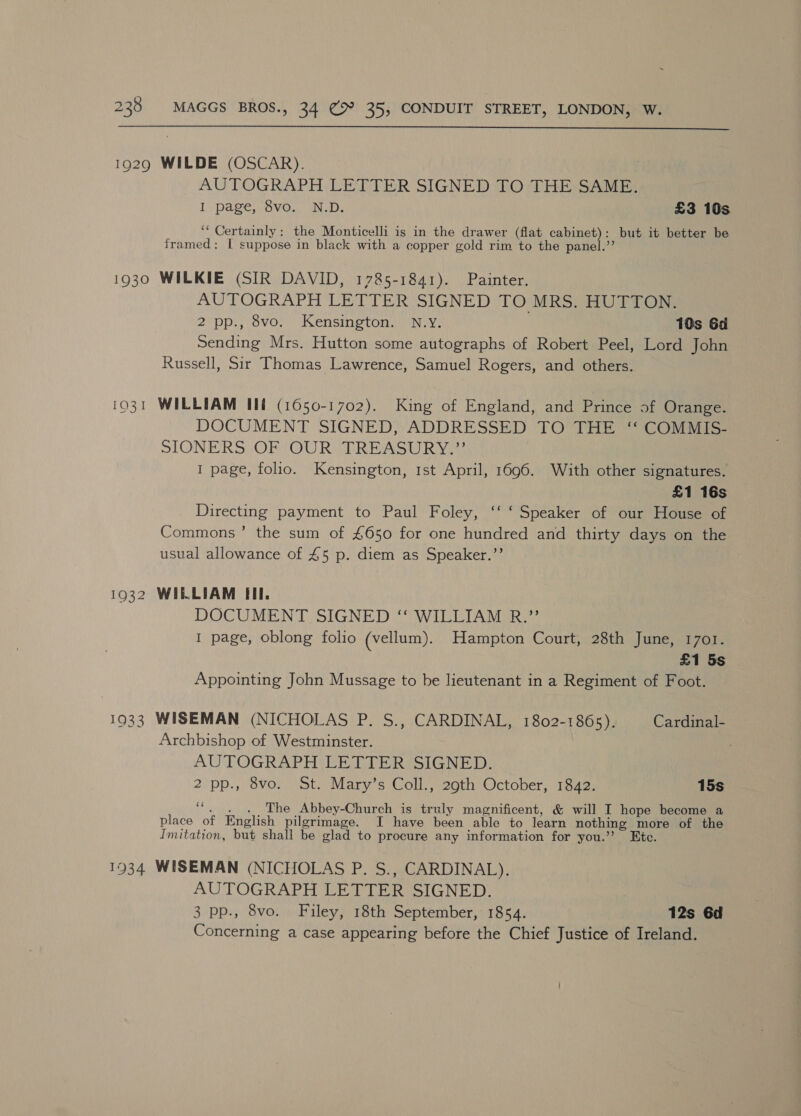 238 MAGGS BROS., 34 & 35, CONDUIT STREET, LONDON, W.
1929 WILDE (OSCAR).
AUTOGRAPH LETTER SIGNED TO THE SAME.
1 page, 8vo. N.D. £3 10s
“Certainly: the Monticelli is in the drawer (flat cabinet): but it better be
framed: I suppose in black with a copper gold rim to the panel.”
1930 WILKIE (SIR DAVID, 1785-1841). Painter.
AUTOGRAPH LETTER SIGNED TO MRS. HUTTON.
2 pp., 8vo. Kensington. N.Y. 10s 6d
Sending Mrs. Hutton some autographs of Robert Peel, Lord John
Russell, Sir Thomas Lawrence, Samuel Rogers, and others.
1931 WILLIAM III (1650-1702). King of England, and Prince of Orange.
DOCUMENT SIGNED, ADDRESSED TO THE “COMMIS-
SIONERS OF OUR TREASURY.”
1 page, folio. Kensington, 1st April, 1696. With other signatures.
£1 16s
Directing payment to Paul Foley, “‘Speaker of our House of
Commons’ the sum of £650 for one hundred and thirty days on the
usual allowance of £5 p. diem as Speaker.”
1932 WILLIAM III.
DOCUMENT SIGNED “WILLIAM R.”
1 page, oblong folio (vellum). Hampton Court, 28th June, 1701.
£1 5s
Appointing John Mussage to be lieutenant in a Regiment of Foot.
1933 WISEMAN (NICHOLAS P. S., CARDINAL, 1802-1865). Cardinal-
Archbishop of Westminster.
AUTOGRAPH LETTER SIGNED.
2 pp., 8vo. St. Mary’s Coll., 29th October, 1842. 15s
“. . . The Abbey-Church is truly magnificent, & will I hope become a
place of English pilgrimage. I have been able to learn nothing more of the
Imitation, but shall be glad to procure any information for you.” Etc.
1934 WISEMAN (NICHOLAS P. S., CARDINAL).
AUTOGRAPH LETTER SIGNED.
3 pp., 8vo. Filey, 18th September, 1854. 12s 6d
Concerning a case appearing before the Chief Justice of Ireland.